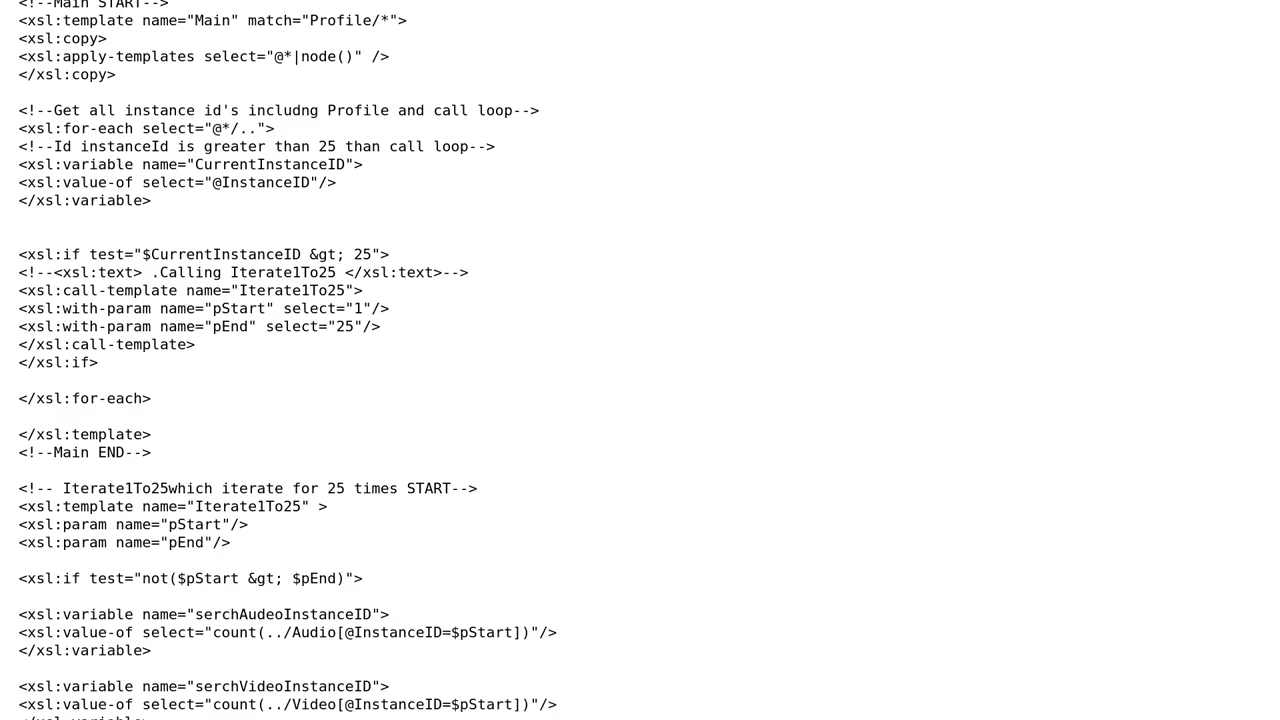 <!--Main START-->
<xsl:template name="Main" match="Profile/*">
<xsl:copy>
<xsl:apply-templates select="@*|node()" />
</xsl:copy>
<!--Get all instance id's includng Profile and call loop-->
<xsl:for-each select="@*/..">
<!--Id instanceId is greater than 25 than call loop-->
<xsl:variable name="CurrentInstanceID">
<xsl:value-of select="@InstanceID"/>
</xsl:variable>
<xsl:if test="$CurrentInstanceID &gt; 25">
<!--<xsl:text> .Calling Iterate1To25 </xsl:text>-->
<xsl:call-template name="Iterate1To25">
<xsl:with-param name="pStart" select="1"/>
<xsl:with-param name="pEnd" select="25"/>
</xsl:call-template>
</xsl:if>
</xsl:for-each>
</xsl:template>
<!--Main END-->
<!-- Iterate1To25which iterate for 25 times START-->
<xsl:template name="Iterate1To25" >
<xsl:param name="pStart"/>
<xsl:param name="pEnd"/>
<xsl:if test="not($pStart &gt; $pEnd)">
<xsl:variable name="serchAudeoInstanceID">
<xsl:value-of select="count(../Audio[@InstanceID=$pStart])"/>
</xsl:variable>
<xsl:variable name="serchVideoInstanceID">
<xsl:value-of select="count(../Video[@InstanceID=$pStart])"/>
</xsl:variable>